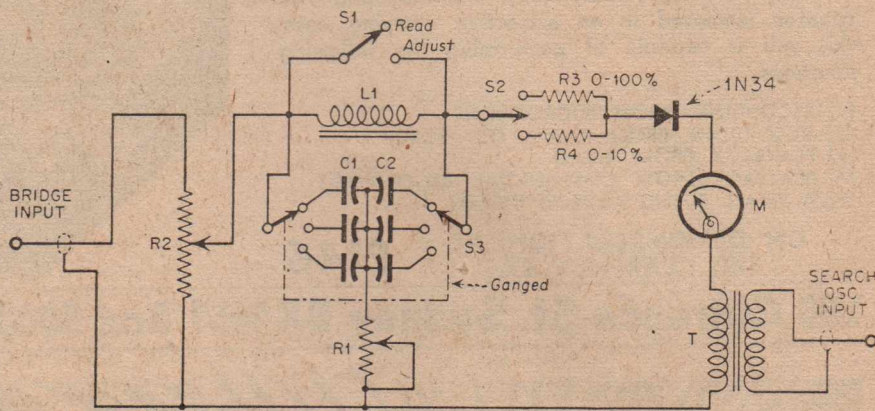 S1
Read
Adjust
L1
S2
R3 0-100%
1N34
R4 0-10%
C1 C2
BRIDGE
INPUT
R2
M
S3
Ganged
SEARCH
OSC
INPUT
T
R1